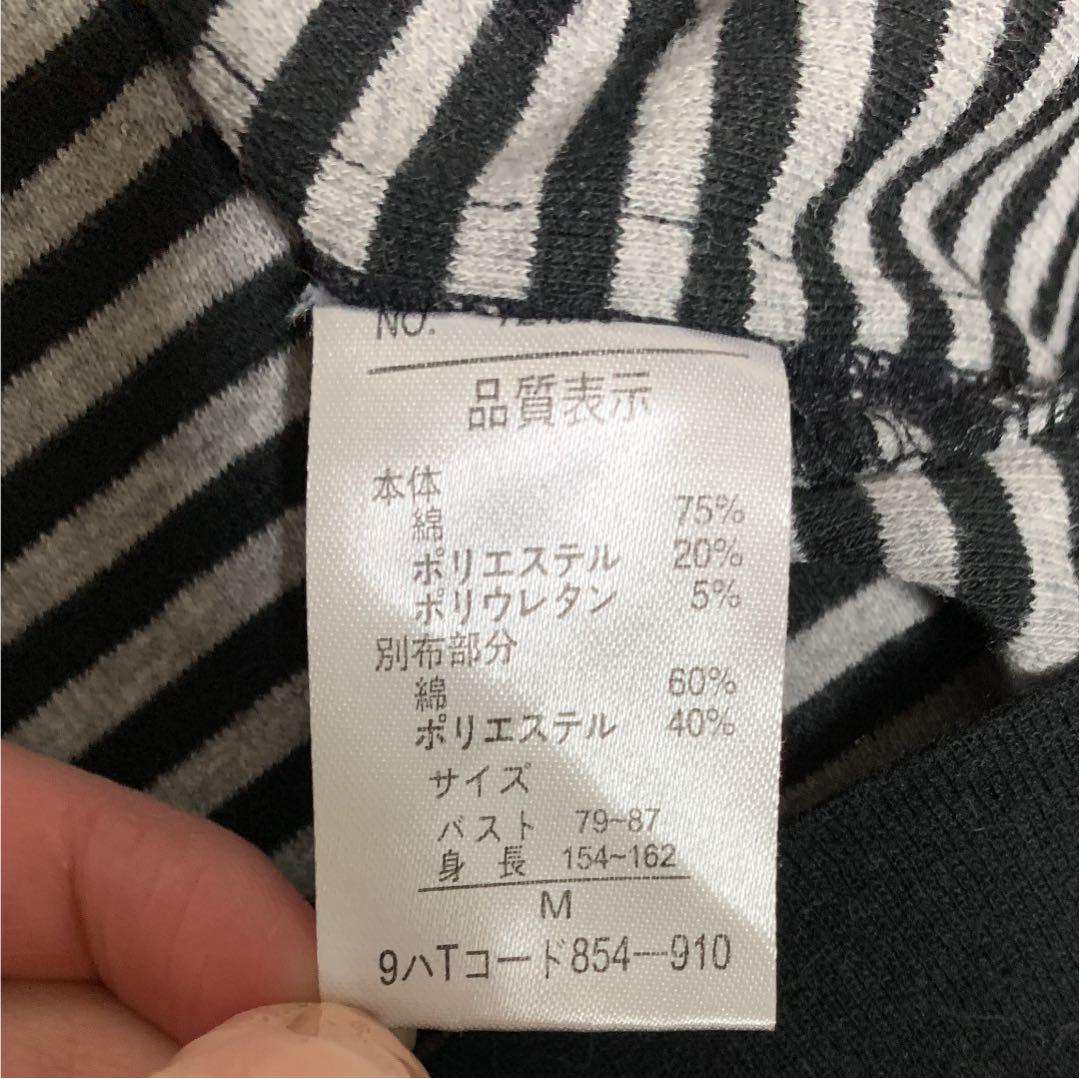 NO.
品質表示
本体
綿 75%
ポリエステル 20%
ポリウレタン 5%
別布部分
綿 60%
ポリエステル 40%
サイズ
バスト 79~87
身長 154~162
M
9ハTコード854—910